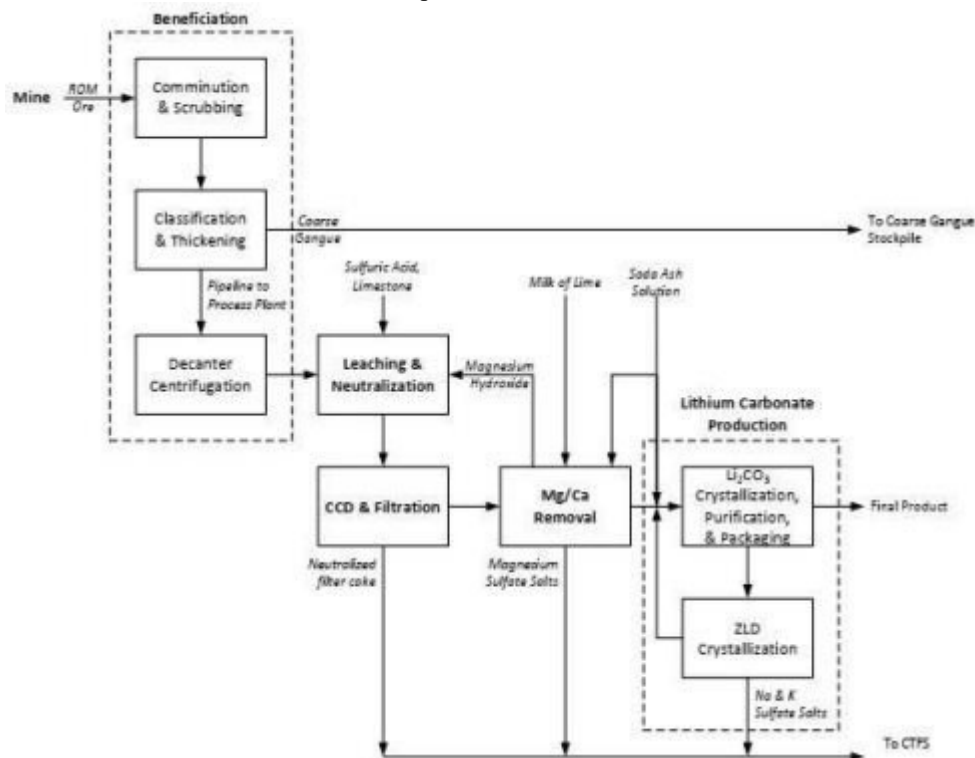 Beneficiation
Comminution
& Scrubbing
Mine
ROM
Ore
Classification
& Thickening
Coarse
Gangue
To Coarse Gangue
Stockpile
Pipeline to
Process Plant
Sulfuric Acid,
Limestone
Milk of Lime
Soda Ash
Solution
Decanter
Centrifugation
Leaching &
Neutralization
Magnesium
Hydroxide
Lithium Carbonate
Production
CCD & Filtration
Mg/Ca
Removal
Li₂CO₃
Crystallization,
Purification,
& Packaging
Final Product
Neutralized
filter cake
Magnesium
Sulfate Salts
ZLD
Crystallization
Na & K
Sulfate Salts
To CTFS